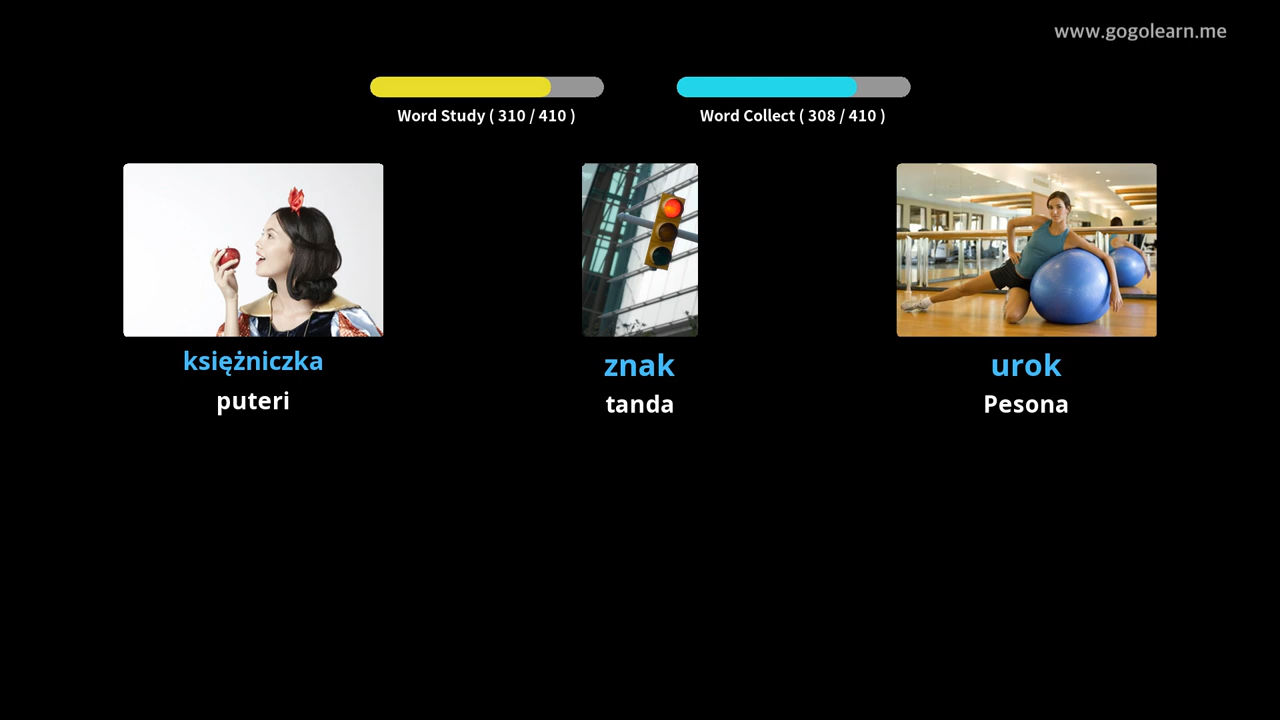 www.gogolearn.me
Word Study ( 310 / 410 )
Word Collect ( 308 / 410 )
księżniczka
puteri
znak
tanda
urok
Pesona